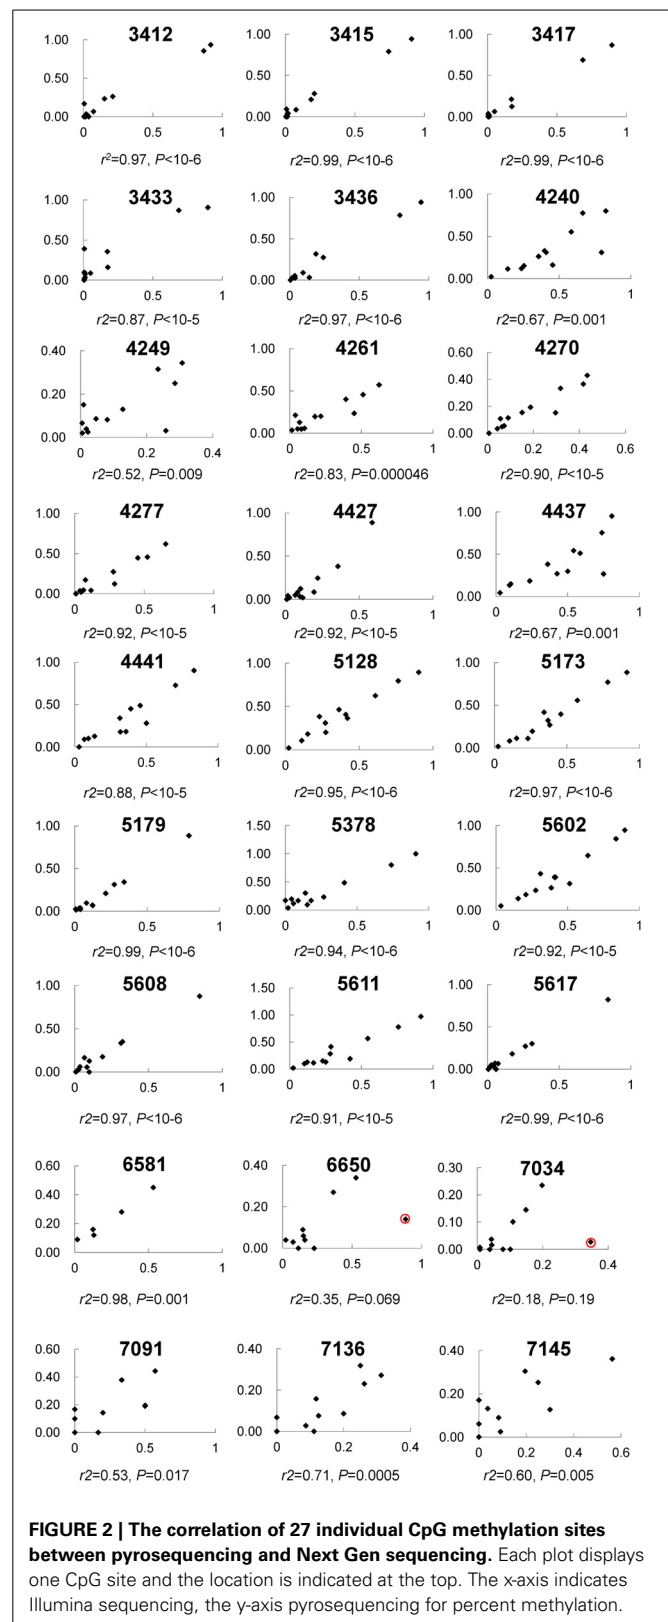 3412 3415 3417
1.00 1.00 1.00
0.50 0.50 0.50
0.00 0.00 0.00
0 0.5 1 0 0.5 1 0 0.5 1
r²=0.97, P<10-6 r2=0.99, P<10-6 r2=0.99, P<10-6
3433 3436 4240
1.00 1.00 1.00
0.50 0.50 0.50
0.00 0.00 0.00
0 0.5 1 0 0.5 1 0 0.5 1
r2=0.87, P<10-5 r2=0.97, P<10-6 r2=0.67, P=0.001
4249 4261 4270
0.40 1.00 0.60
0.20 0.50 0.40
0.00 0.00 0.20
0.00
0 0.2 0.4 0 0.5 1 0 0.2 0.4 0.6
r2=0.52, P=0.009 r2=0.83, P=0.000046 r2=0.90, P<10-5
4277 4427 4437
1.00 1.00 1.00
0.50 0.50 0.50
0.00 0.00 0.00
0 0.5 1 0 0.5 1 0 0.5 1
r2=0.92, P<10-5 r2=0.92, P<10-5 r2=0.67, P=0.001
4441 5128 5173
1.00 1.00 1.00
0.50 0.50 0.50
0.00 0.00 0.00
0 0.5 1 0 0.5 1 0 0.5 1
r2=0.88, P<10-5 r2=0.95, P<10-6 r2=0.97, P<10-6
5179 5378 5602
1.00 1.50 1.00
0.50 1.00 0.50
0.00 0.50 0.00
0.00
0 0.5 1 0 0.5 1 0 0.5 1
r2=0.99, P<10-6 r2=0.94, P<10-6 r2=0.92, P<10-5
5608 5611 5617
1.00 1.50 1.00
0.50 1.00 0.50
0.00 0.50 0.00
0.00
0 0.5 1 0 0.5 1 0 0.5 1
r2=0.97, P<10-6 r2=0.91, P<10-5 r2=0.99, P<10-6
6581 6650 7034
0.60 0.40 0.30
0.40 0.20 0.20
0.20 0.00 0.10
0.00 0.00
0 0.5 1 0 0.5 1 0 0.2 0.4
r2=0.98, P=0.001 r2=0.35, P=0.069 r2=0.18, P=0.19
7091 7136 7145
0.60 0.40 0.60
0.40 0.20 0.40
0.20 0.00 0.20
0.00 0.00
0 0.5 1 0 0.2 0.4 0 0.2 0.4 0.6
r2=0.53, P=0.017 r2=0.71, P=0.0005 r2=0.60, P=0.005
FIGURE 2 | The correlation of 27 individual CpG methylation sites
between pyrosequencing and Next Gen sequencing. Each plot displays
one CpG site and the location is indicated at the top. The x-axis indicates
Illumina sequencing, the y-axis pyrosequencing for percent methylation.